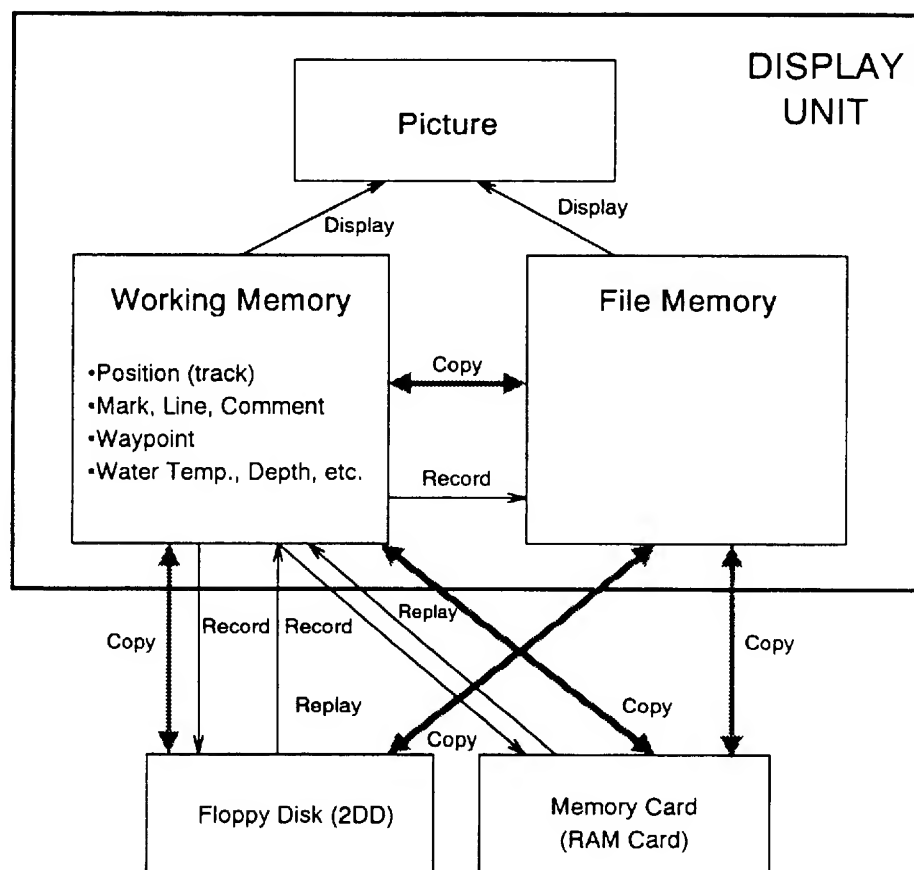 DISPLAY
UNIT
Picture
Display
Display
Working Memory
•Position (track)
•Mark, Line, Comment
•Waypoint
•Water Temp., Depth, etc.
File Memory
Copy
Record
Copy
Record
Record
Replay
Replay
Copy
Copy
Copy
Floppy Disk (2DD)
Memory Card
(RAM Card)